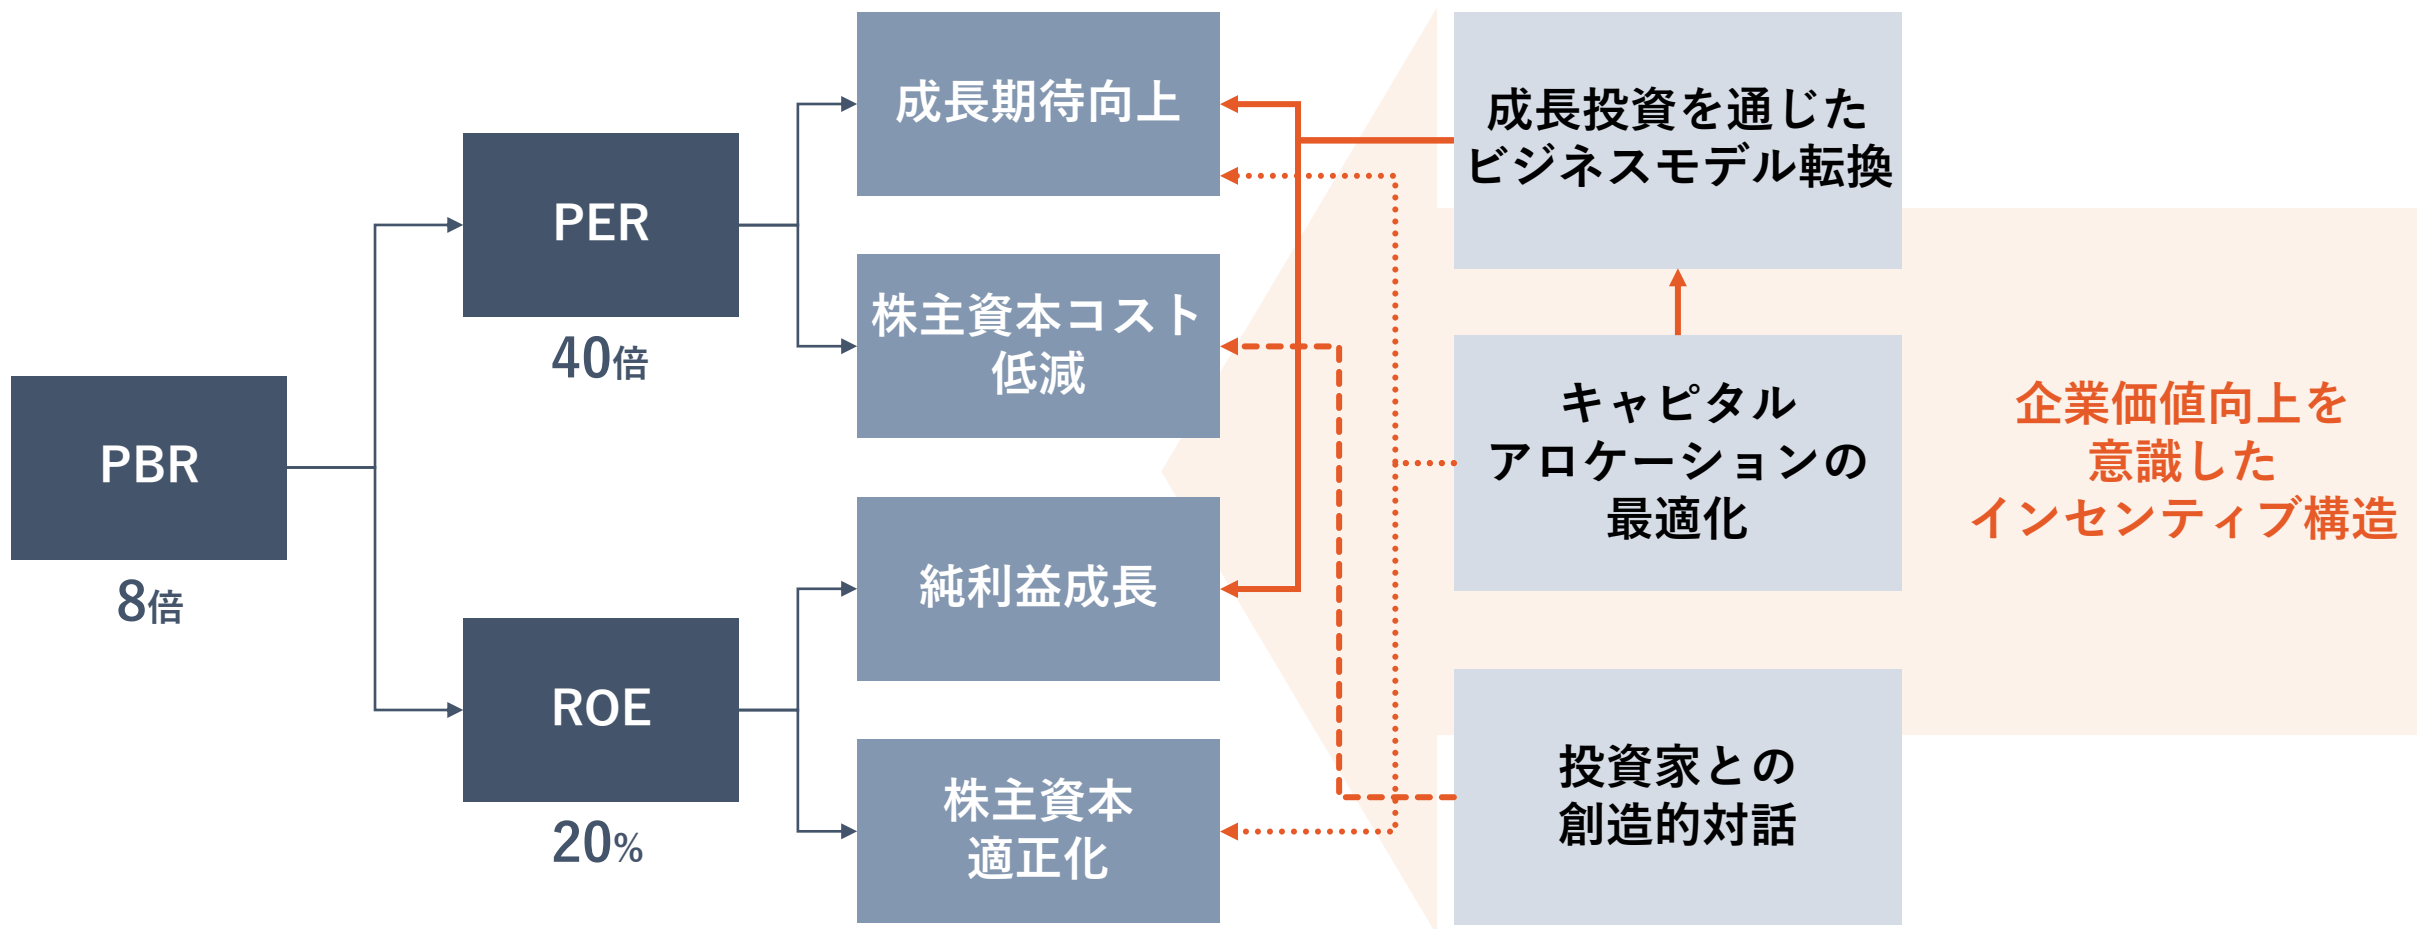 PBR
8倍
PER
40倍
ROE
20%
成長期待向上
株主資本コスト
低減
純利益成長
株主資本
適正化
成長投資を通じた
ビジネスモデル転換
キャピタル
アロケーションの
最適化
投資家との
創造的対話
企業価値向上を
意識した
インセンティブ構造